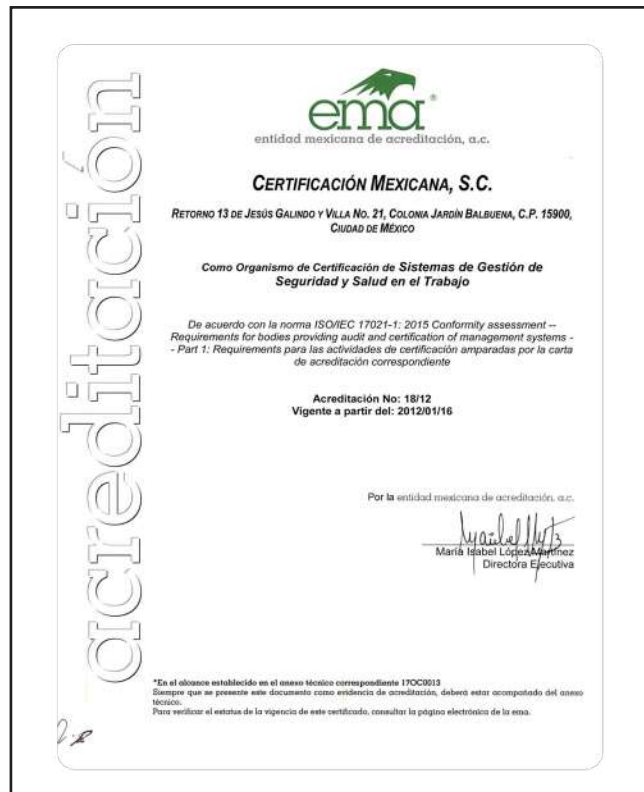 acreditación
ema®
entidad mexicana de acreditación, a.c.
CERTIFICACIÓN MEXICANA, S.C.
RETORNO 13 DE JESÚS GALINDO Y VILLA NO. 21, COLONIA JARDÍN BALBUENA, C.P. 15900,
CIUDAD DE MÉXICO
Como Organismo de Certificación de Sistemas de Gestión de
Seguridad y Salud en el Trabajo
De acuerdo con la norma ISO/IEC 17021-1: 2015 Conformity assessment --
Requirements for bodies providing audit and certification of management systems -
- Part 1: Requirements para las actividades de certificación amparadas por la carta
de acreditación correspondiente
Acreditación No: 18/12
Vigente a partir del: 2012/01/16
Por la entidad mexicana de acreditación, a.c.
María Isabel López Martínez
Directora Ejecutiva
*En el alcance establecido en el anexo técnico correspondiente 17OC0013
Siempre que se presente este documento como evidencia de acreditación, deberá estar acompañado del anexo
técnico.
Para verificar el estatus de la vigencia de este certificado, consultar la página electrónica de la ema.